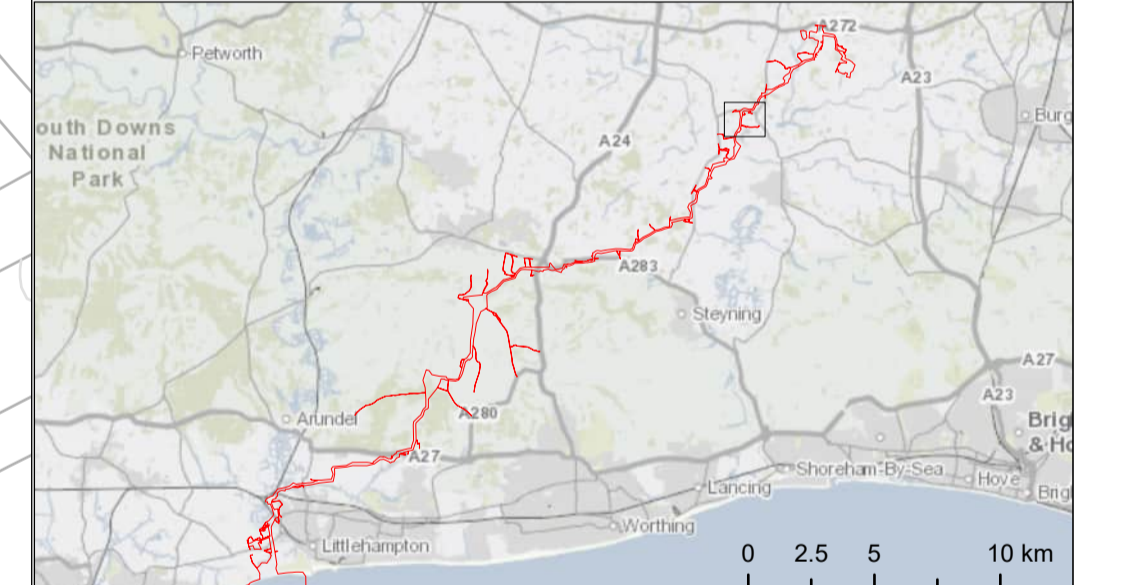 A272
Petworth
A23
Burg
outh Downs
National
Park
A24
A283
Steyning
A27
A23
Arundel
A280
Brig
& Ho
A27
Shoreham-By-Sea
Hove
Lancing
Brig
Worthing
Littlehampton
0 2.5 5 10 km